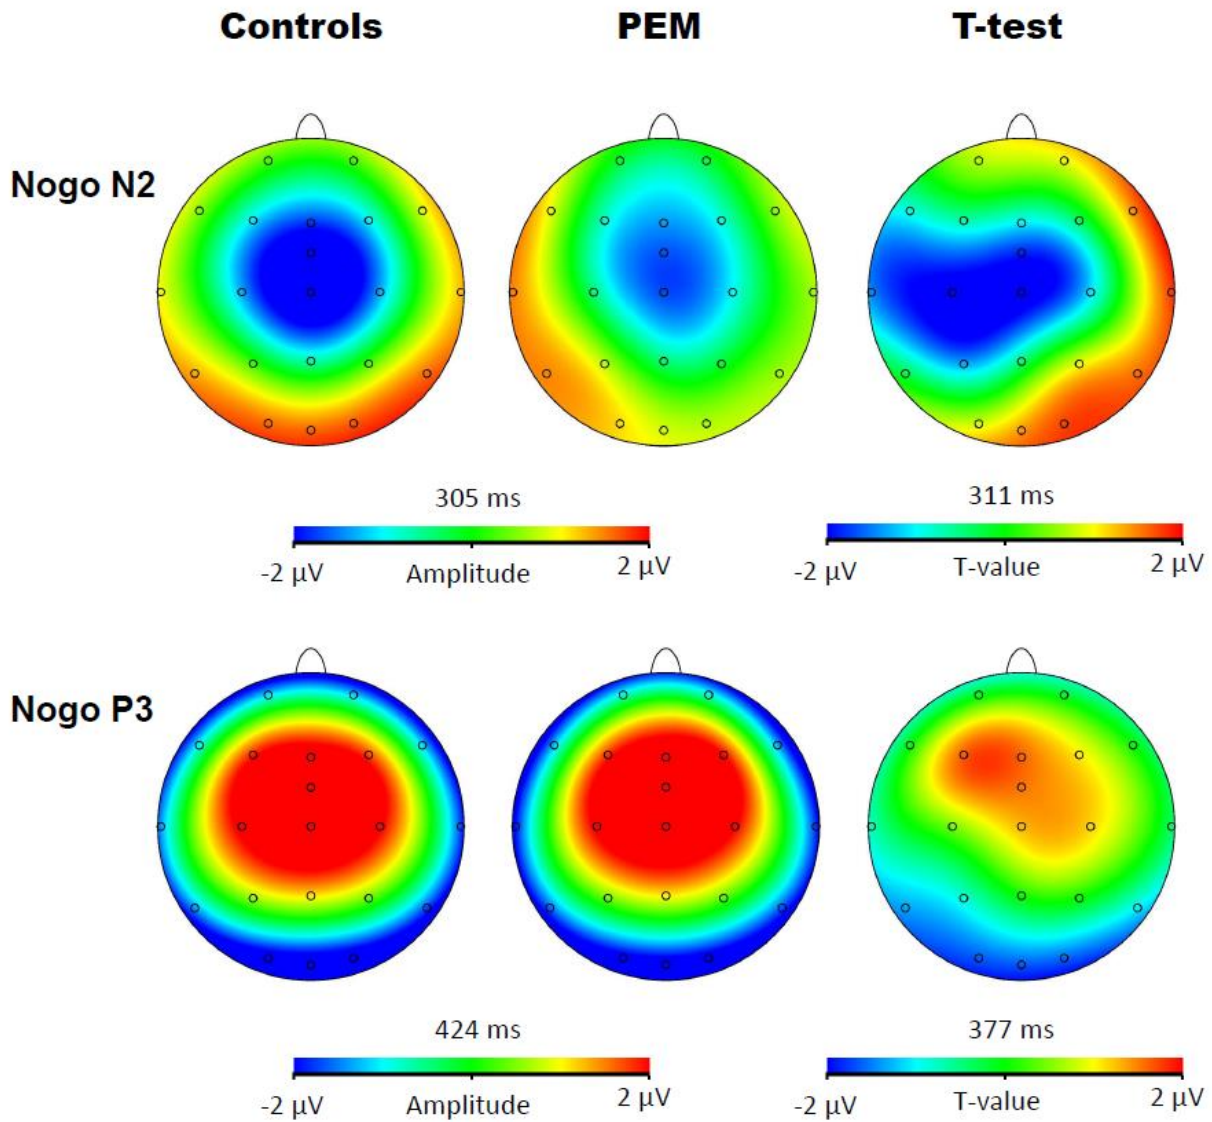 Controls PEM T-test
Nogo N2
305 ms 311 ms
-2 µV Amplitude 2 µV -2 µV T-value 2 µV
Nogo P3
424 ms 377 ms
-2 µV Amplitude 2 µV -2 µV T-value 2 µV